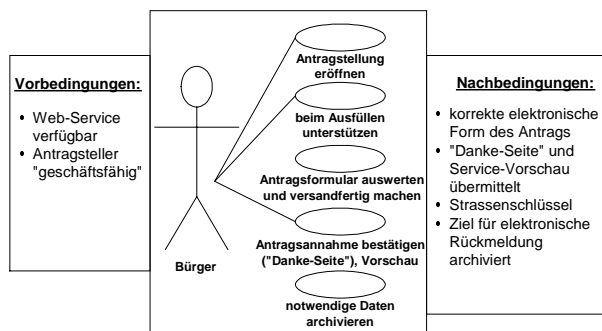 Vorbedingungen:
• Web-Service
verfügbar
• Antragsteller
"geschäftsfähig"
Bürger
Antragstellung
eröffnen
beim Ausfüllen
unterstützen
Antragsformular auswerten
und versandfertig machen
Antragsannahme bestätigen
("Danke-Seite"), Vorschau
notwendige Daten
archivieren
Nachbedingungen:
• korrekte elektronische
Form des Antrags
• "Danke-Seite" und
Service-Vorschau
übermittelt
• Strassenschlüssel
• Ziel für elektronische
Rückmeldung
archiviert